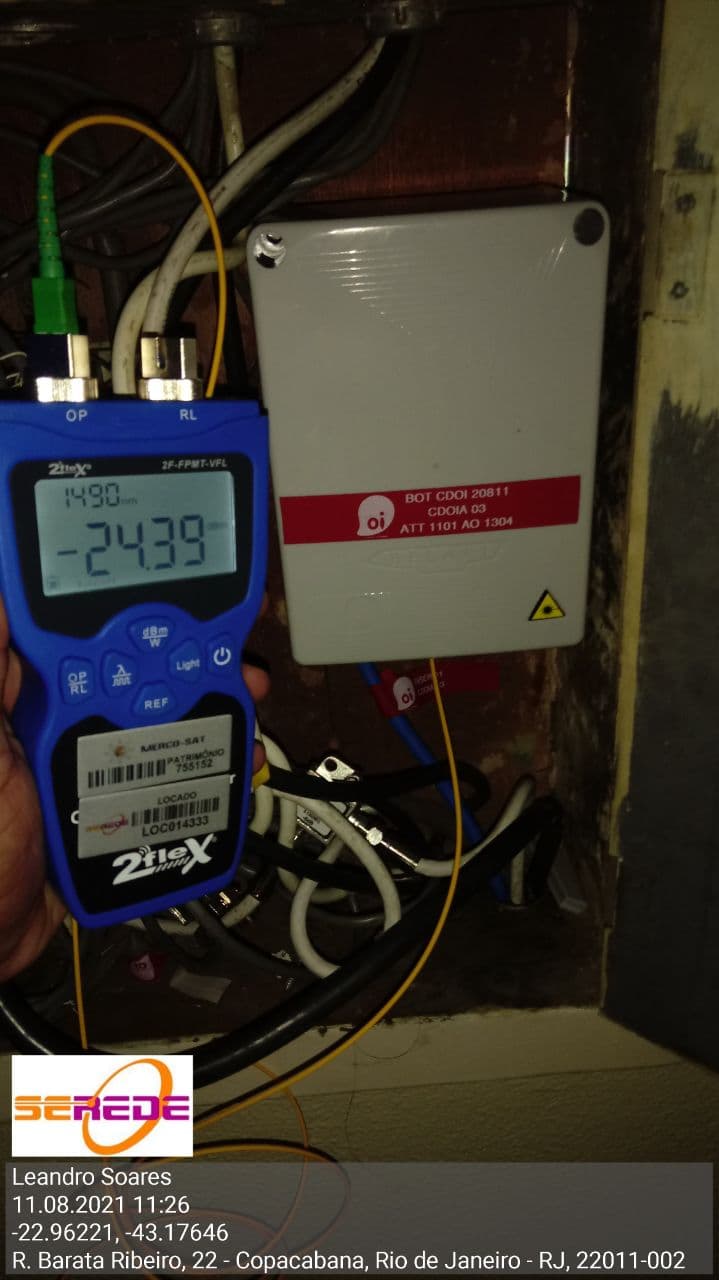 OP
RL
2fleX
2F-FPMT-VFL
1490nm
-24.39
dBm
W
OP
RL
λ
Light
REF
MERCO-SAT
PATRIMÔNIO
755152
LOCADO
SEREDE
LOC014333
2fleX
oi
BOT CDOI 20811
CDOIA 03
ATT 1101 AO 1304
oi
SEREDE
Leandro Soares
11.08.2021 11:26
-22.96221, -43.17646
R. Barata Ribeiro, 22 - Copacabana, Rio de Janeiro - RJ, 22011-002